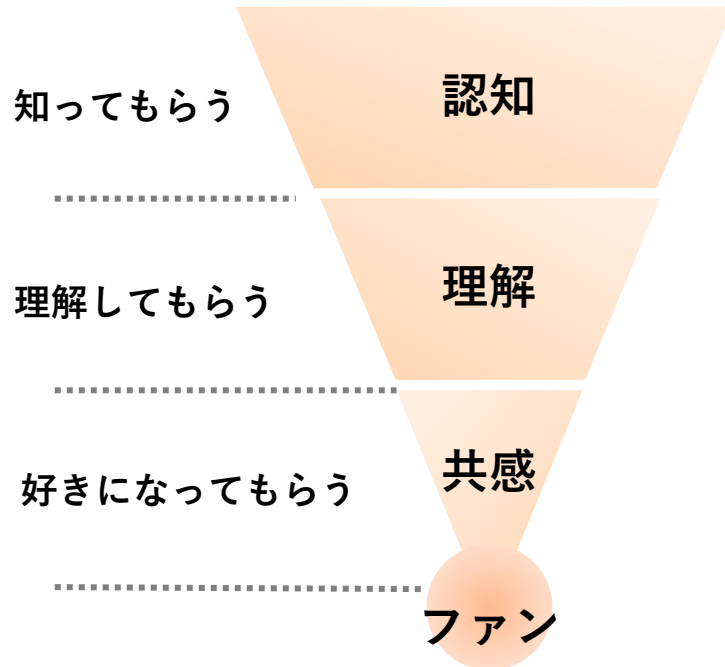 知ってもらう
認知
理解してもらう
理解
好きになってもらう
共感
ファン